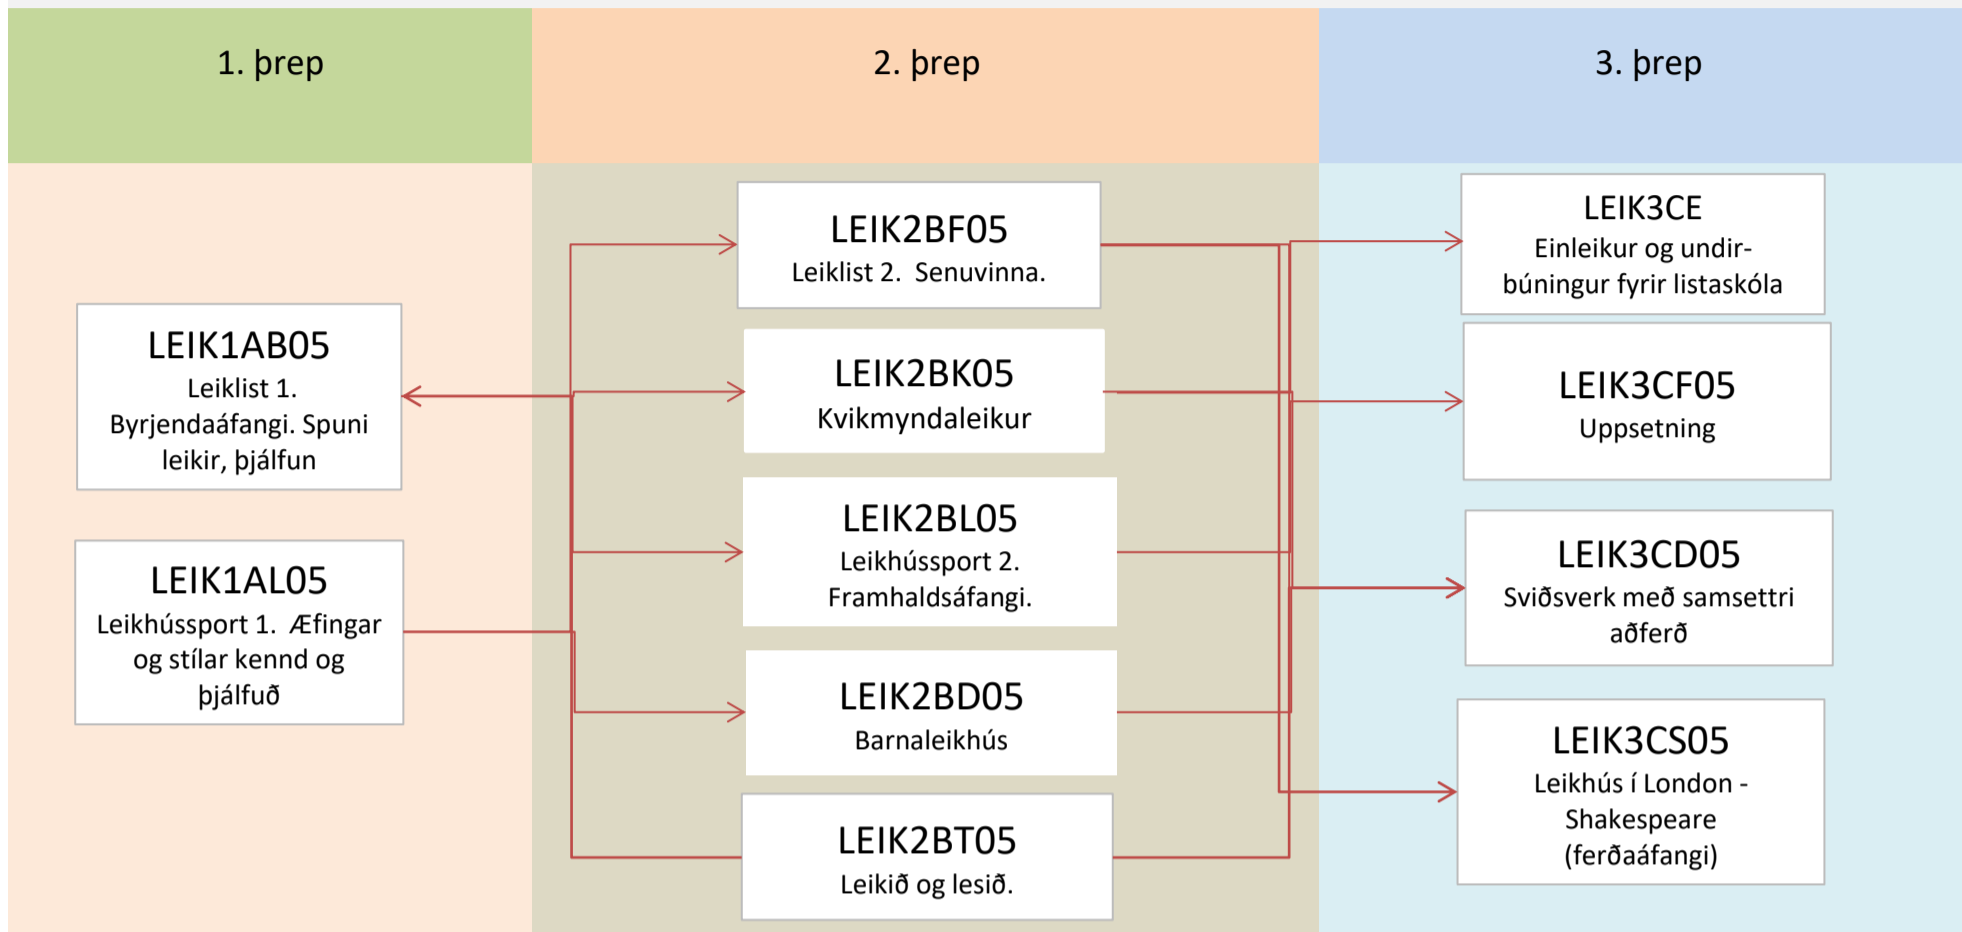 1. þrep
2. þrep
3. þrep
LEIK1AB05
Leiklist 1.
Byrjendaáfangi. Spuni
leikir, þjálfun
LEIK1AL05
Leikhússport 1.  Æfingar
og stílar kennd og
þjálfuð
LEIK2BF05
Leiklist 2.  Senuvinna.
LEIK2BK05
Kvikmyndaleikur
LEIK2BL05
Leikhússport 2.
Framhaldsáfangi.
LEIK2BD05
Barnaleikhús
LEIK2BT05
Leikið og lesið.
LEIK3CE
Einleikur og undir-
búningur fyrir listaskóla
LEIK3CF05
Uppsetning
LEIK3CD05
Sviðsverk með samsettri
aðferð
LEIK3CS05
Leikhús í London -
Shakespeare
(ferðaáfangi)